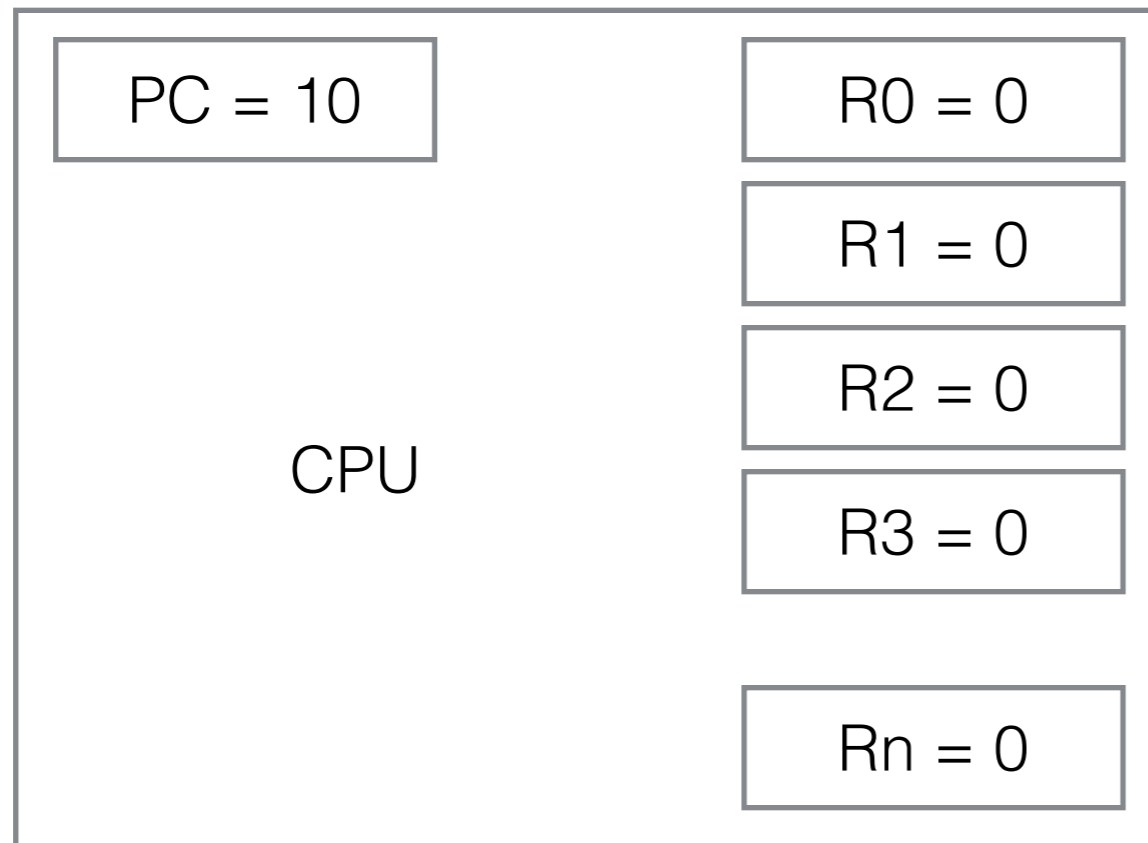 PC = 10
R0 = 0
R1 = 0
R2 = 0
CPU
R3 = 0
Rn = 0